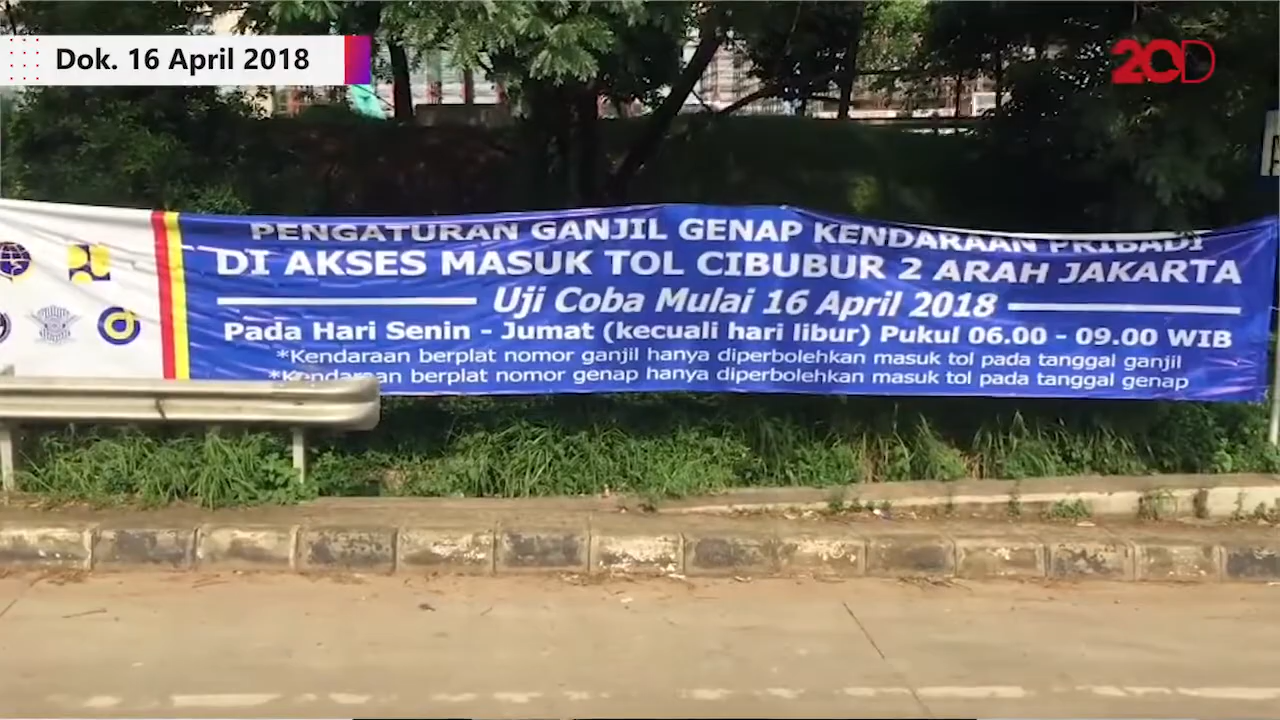 Dok. 16 April 2018
20D
PENGATURAN GANJIL GENAP KENDARAAN PRIBADI
DI AKSES MASUK TOL CIBUBUR 2 ARAH JAKARTA
Uji Coba Mulai 16 April 2018
Pada Hari Senin - Jumat (kecuali hari libur) Pukul 06.00 - 09.00 WIB
*Kendaraan berplat nomor ganjil hanya diperbolehkan masuk tol pada tanggal ganjil
*Kendaraan berplat nomor genap hanya diperbolehkan masuk tol pada tanggal genap